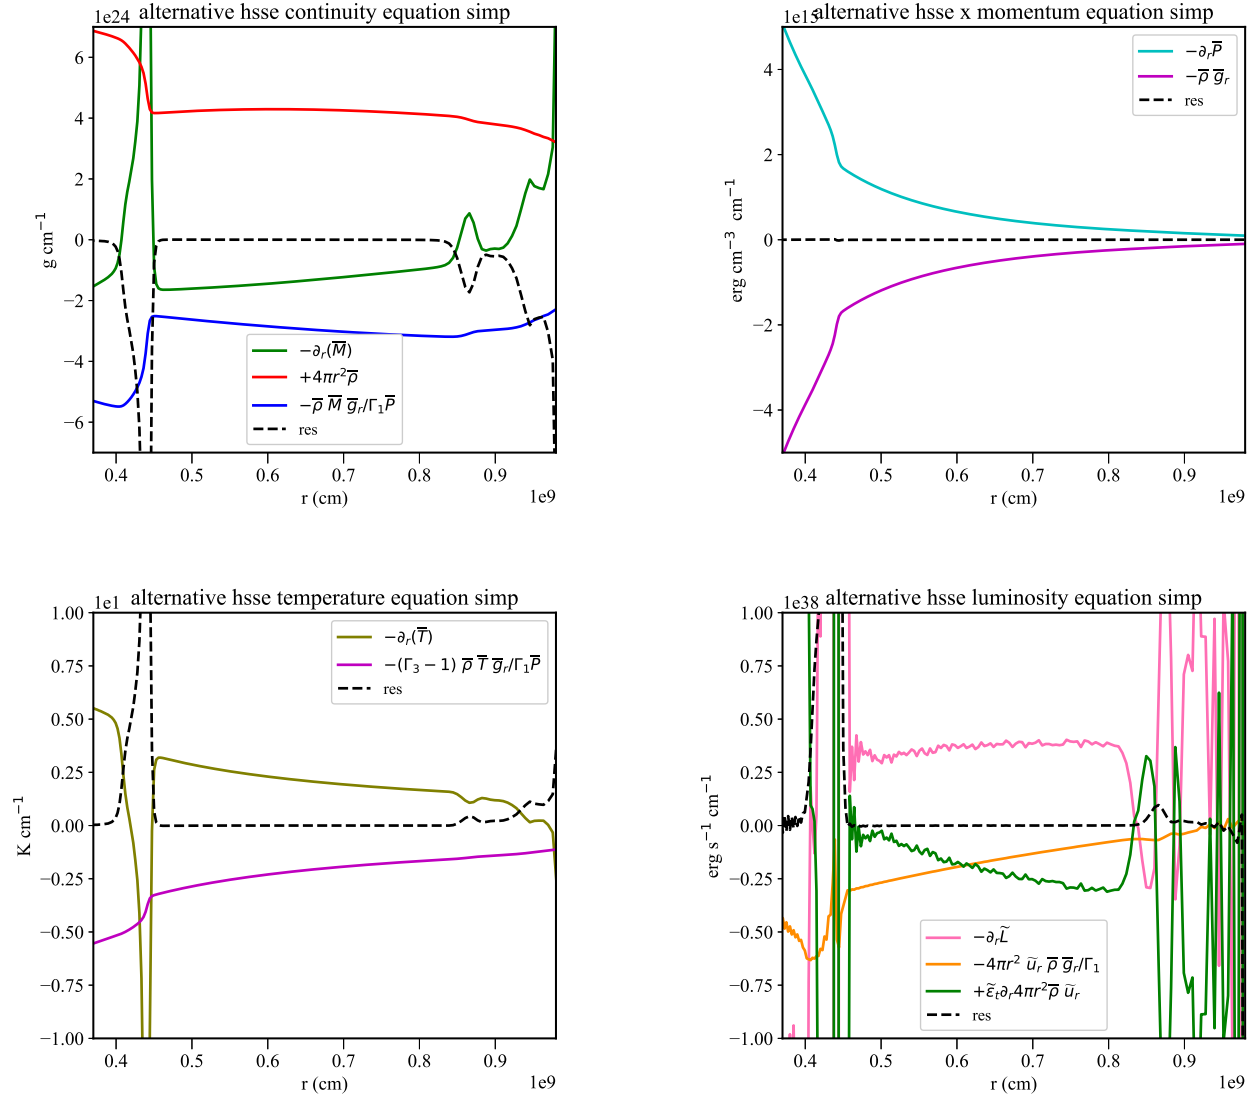 alternative hsse continuity equation simp
1e24
6
4
2
0
−2
−4
−6
g cm⁻¹
−∂ᵣ(M̅)
+4πr²ρ̅
−ρ̅ M̅ g̅ᵣ/Γ₁P̅
res
0.4 0.5 0.6 0.7 0.8 0.9
1e9
r (cm)
alternative hsse x momentum equation simp
1e15
4
2
0
−2
−4
erg cm⁻³ cm⁻¹
−∂ᵣP̅
−ρ̅ g̅ᵣ
res
0.4 0.5 0.6 0.7 0.8 0.9
1e9
r (cm)
alternative hsse temperature equation simp
1e1
1.00
0.75
0.50
0.25
0.00
−0.25
−0.50
−0.75
−1.00
K cm⁻¹
−∂ᵣ(T̅)
−(Γ₃ − 1) ρ̅ T̅ g̅ᵣ/Γ₁P̅
res
0.4 0.5 0.6 0.7 0.8 0.9
1e9
r (cm)
alternative hsse luminosity equation simp
1e38
1.00
0.75
0.50
0.25
0.00
−0.25
−0.50
−0.75
−1.00
erg s⁻¹ cm⁻¹
−∂ᵣL̃
−4πr² ũᵣ ρ̅ g̅ᵣ/Γ₁
+ε̃ₜ∂ᵣ4πr²ρ̅ ũᵣ
res
0.4 0.5 0.6 0.7 0.8 0.9
1e9
r (cm)